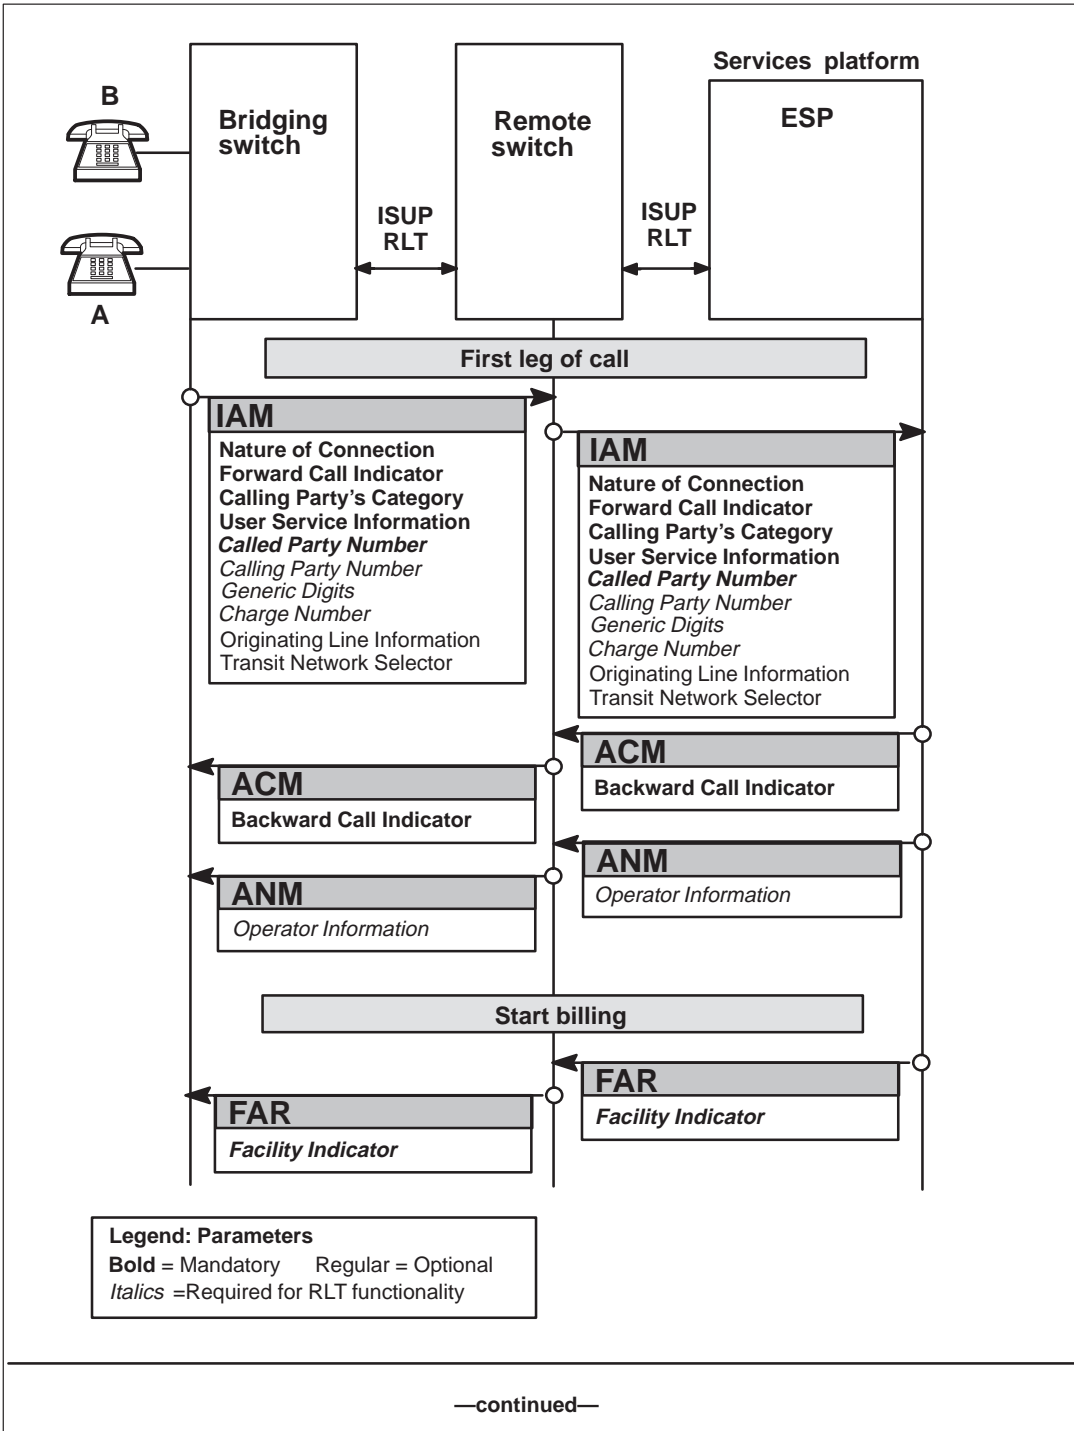 Services platform
B
Bridging
switch
Remote
switch
ESP
ISUP
RLT
ISUP
RLT
A
First leg of call
IAM
Nature of Connection
Forward Call Indicator
Calling Party's Category
User Service Information
Called Party Number
Calling Party Number
Generic Digits
Charge Number
Originating Line Information
Transit Network Selector
IAM
Nature of Connection
Forward Call Indicator
Calling Party's Category
User Service Information
Called Party Number
Calling Party Number
Generic Digits
Charge Number
Originating Line Information
Transit Network Selector
ACM
Backward Call Indicator
ACM
Backward Call Indicator
ANM
Operator Information
ANM
Operator Information
Start billing
FAR
Facility Indicator
FAR
Facility Indicator
Legend: Parameters
Bold = Mandatory Regular = Optional
Italics =Required for RLT functionality
—continued—